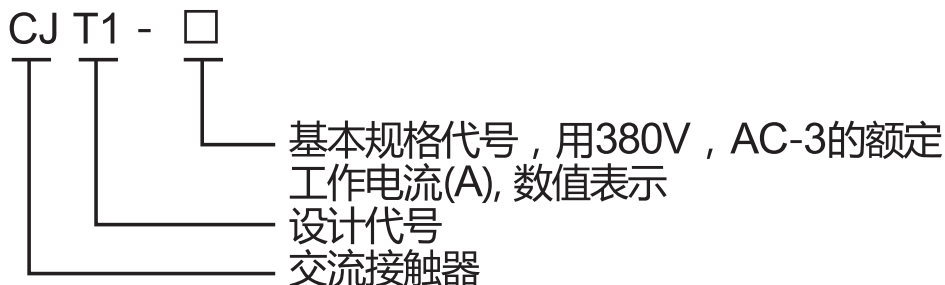 CJ T1 - □
基本规格代号，用380V，AC-3的额定
工作电流(A), 数值表示
设计代号
交流接触器